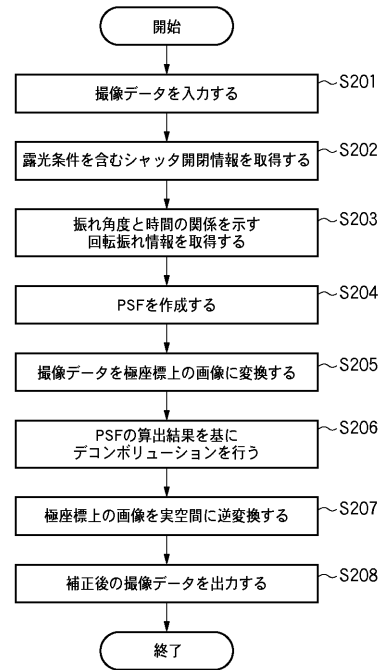 開始
撮像データを入力する
S201
露光条件を含むシャッタ開閉情報を取得する
S202
振れ角度と時間の関係を示す
回転振れ情報を取得する
S203
PSFを作成する
S204
撮像データを極座標上の画像に変換する
S205
PSFの算出結果を基に
デコンボリューションを行う
S206
極座標上の画像を実空間に逆変換する
S207
補正後の撮像データを出力する
S208
終了